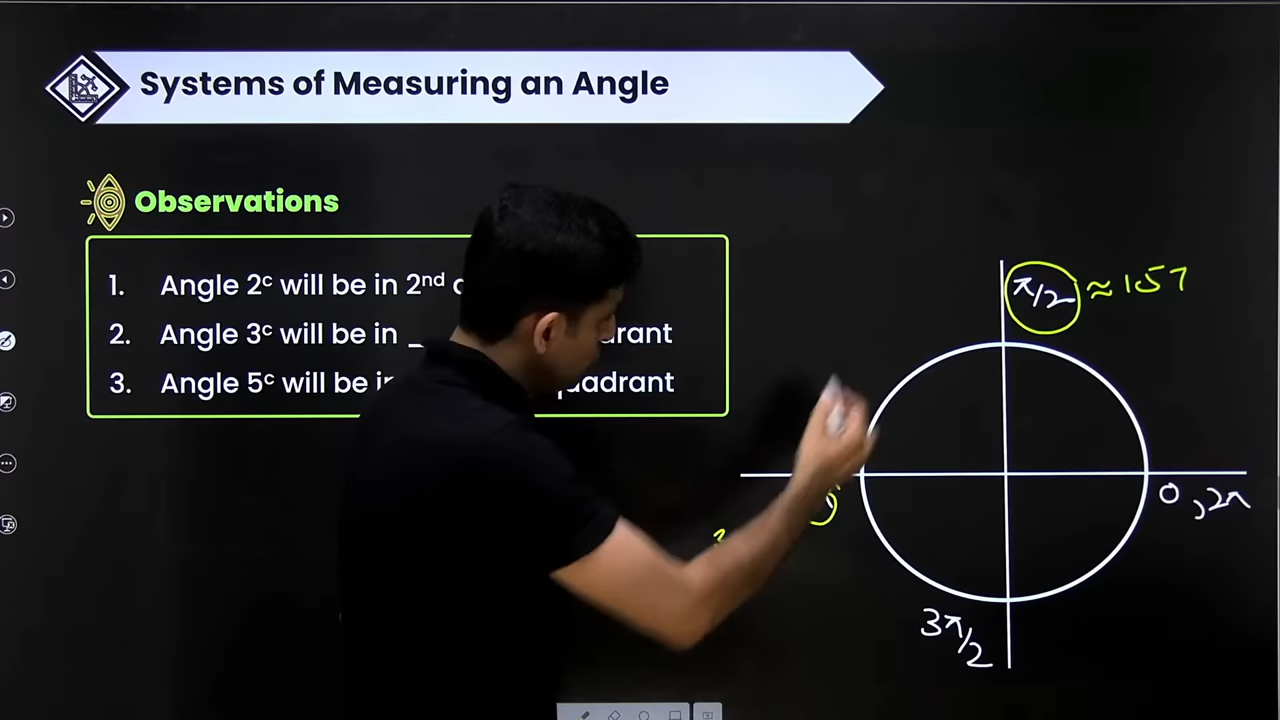 Systems of Measuring an Angle
Observations
1. Angle 2ᶜ will be in 2ⁿᵈ
2. Angle 3ᶜ will be in
3. Angle 5ᶜ will be uadrant
π/2 ≈ 1.57
0, 2π
3π/2